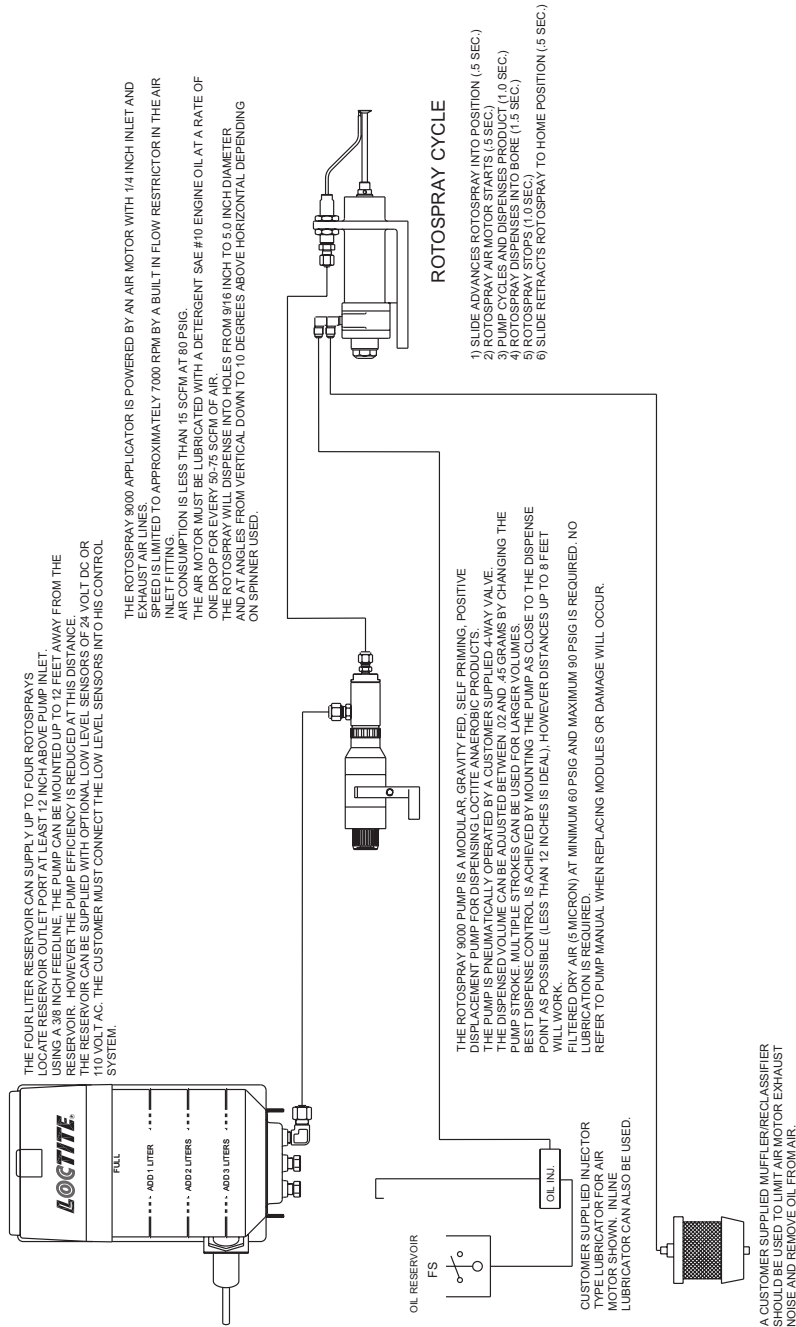 THE FOUR LITER RESERVOIR CAN SUPPLY UP TO FOUR ROTOSPRAYS
LOCATE RESERVOIR OUTLET PORT AT LEAST 12 INCH ABOVE PUMP INLET.
USING A 3/8 INCH FEEDLINE, THE PUMP CAN BE MOUNTED UP TO 12 FEET AWAY FROM THE
RESERVOIR. HOWEVER THE PUMP EFFICIENCY IS REDUCED AT THIS DISTANCE.
THE RESERVOIR CAN BE SUPPLIED WITH OPTIONAL LOW LEVEL SENSORS OF 24 VOLT DC OR
110 VOLT AC. THE CUSTOMER MUST CONNECT THE LOW LEVEL SENSORS INTO HIS CONTROL
SYSTEM.
LOCTITE®
FULL
ADD 1 LITER
ADD 2 LITERS
ADD 3 LITERS
THE ROTOSPRAY 9000 APPLICATOR IS POWERED BY AN AIR MOTOR WITH 1/4 INCH INLET AND
EXHAUST AIR LINES.
SPEED IS LIMITED TO APPROXIMATELY 7000 RPM BY A BUILT IN FLOW RESTRICTOR IN THE AIR
INLET FITTING.
AIR CONSUMPTION IS LESS THAN 15 SCFM AT 80 PSIG.
THE AIR MOTOR MUST BE LUBRICATED WITH A DETERGENT SAE #10 ENGINE OIL AT A RATE OF
ONE DROP FOR EVERY 50-75 SCFM OF AIR.
THE ROTOSPRAY WILL DISPENSE INTO HOLES FROM 9/16 INCH TO 5.0 INCH DIAMETER
AND AT ANGLES FROM VERTICAL DOWN TO 10 DEGREES ABOVE HORIZONTAL DEPENDING
ON SPINNER USED.
ROTOSPRAY CYCLE
1) SLIDE ADVANCES ROTOSPRAY INTO POSITION (.5 SEC.)
2) ROTOSPRAY AIR MOTOR STARTS (.5 SEC.)
3) PUMP CYCLES AND DISPENSES PRODUCT (1.0 SEC.)
4) ROTOSPRAY DISPENSES INTO BORE (1.5 SEC.)
5) ROTOSPRAY STOPS (1.0 SEC.)
6) SLIDE RETRACTS ROTOSPRAY TO HOME POSITION (.5 SEC.)
THE ROTOSPRAY 9000 PUMP IS A MODULAR, GRAVITY FED, SELF PRIMING, POSITIVE
DISPLACEMENT PUMP FOR DISPENSING LOCTITE ANAEROBIC PRODUCTS.
THE PUMP IS PNEUMATICALLY OPERATED BY A CUSTOMER SUPPLIED 4-WAY VALVE.
THE DISPENSED VOLUME CAN BE ADJUSTED BETWEEN .02 AND .45 GRAMS BY CHANGING THE
PUMP STROKE. MULTIPLE STROKES CAN BE USED FOR LARGER VOLUMES.
BEST DISPENSE CONTROL IS ACHIEVED BY MOUNTING THE PUMP AS CLOSE TO THE DISPENSE
POINT AS POSSIBLE (LESS THAN 12 INCHES IS IDEAL), HOWEVER DISTANCES UP TO 8 FEET
WILL WORK.
FILTERED DRY AIR (5 MICRON) AT MINIMUM 60 PSIG AND MAXIMUM 90 PSIG IS REQUIRED. NO
LUBRICATION IS REQUIRED.
REFER TO PUMP MANUAL WHEN REPLACING MODULES OR DAMAGE WILL OCCUR.
OIL RESERVOIR
FS
OIL INJ.
CUSTOMER SUPPLIED INJECTOR
TYPE LUBRICATOR FOR AIR
MOTOR SHOWN. INLINE
LUBRICATOR CAN ALSO BE USED.
A CUSTOMER SUPPLIED MUFFLER/RECLASSIFIER
SHOULD BE USED TO LIMIT AIR MOTOR EXHAUST
NOISE AND REMOVE OIL FROM AIR.